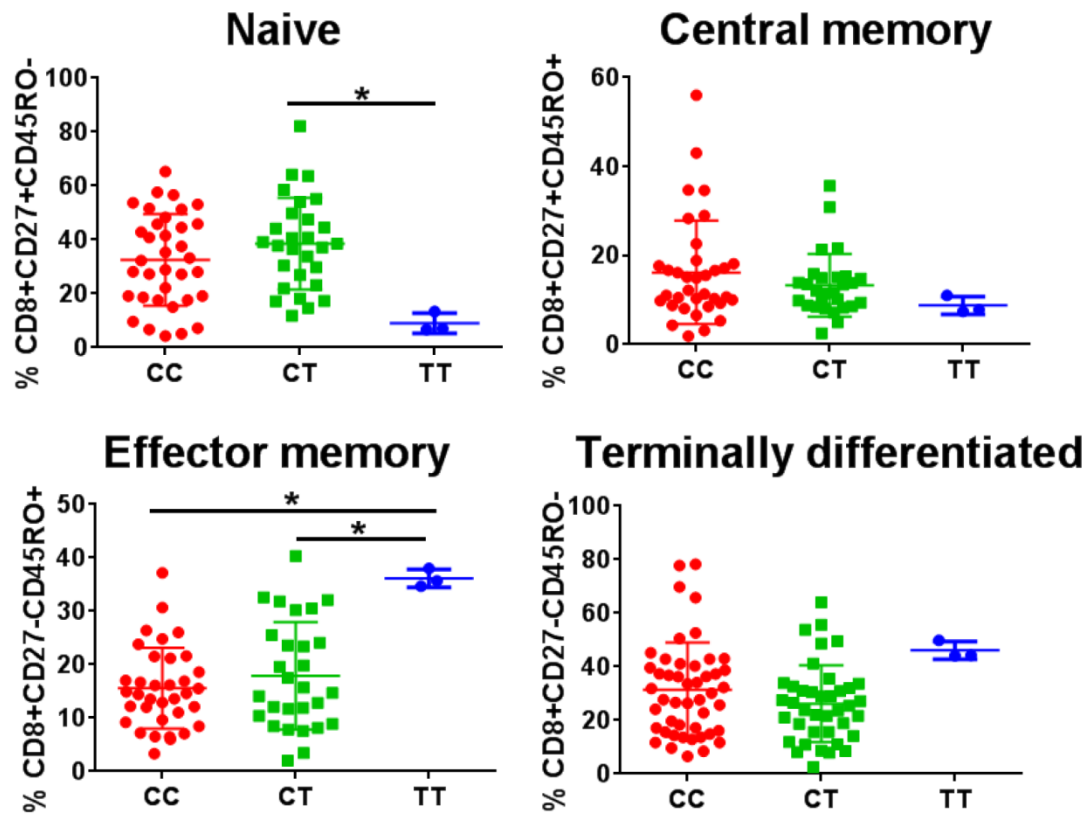 Naive
% CD8+CD27+CD45RO-
100
80
60
40
20
0
*
CC CT TT
Central memory
% CD8+CD27+CD45RO+
60
40
20
0
CC CT TT
Effector memory
% CD8+CD27-CD45RO+
50
40
30
20
10
0
*
*
CC CT TT
Terminally differentiated
% CD8+CD27-CD45RO-
100
80
60
40
20
0
CC CT TT